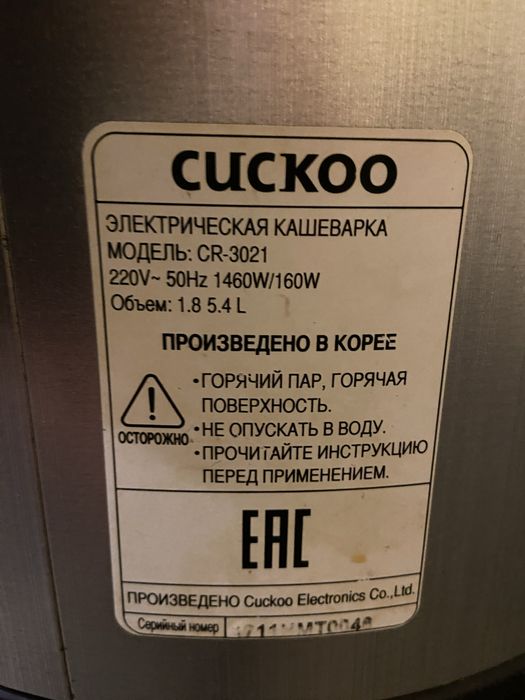 CUCKOO
ЭЛЕКТРИЧЕСКАЯ КАШЕВАРКА
МОДЕЛЬ: CR-3021
220V~ 50Hz 1460W/160W
Объем: 1.8 5.4 L
ПРОИЗВЕДЕНО В КОРЕЕ
•ГОРЯЧИЙ ПАР, ГОРЯЧАЯ
ПОВЕРХНОСТЬ.
•НЕ ОПУСКАТЬ В ВОДУ.
•ПРОЧИТАЙТЕ ИНСТРУКЦИЮ
ПЕРЕД ПРИМЕНЕНИЕМ.
ОСТОРОЖНО
EAC
ПРОИЗВЕДЕНО Cuckoo Electronics Co.,Ltd.
Серийный номер